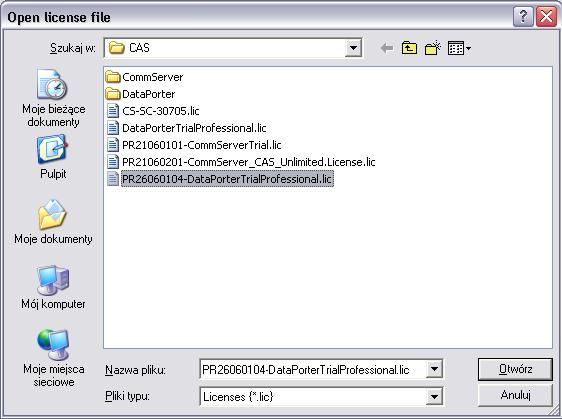 Open license file
Szukaj w: CAS
Moje bieżące
dokumenty
Pulpit
Moje dokumenty
Mój komputer
Moje miejsca
sieciowe
CommServer
DataPorter
CS-SC-30705.lic
DataPorterTrialProfessional.lic
PR21060101-CommServerTrial.lic
PR21060201-CommServer_CAS_Unlimited.License.lic
PR26060104-DataPorterTrialProfessional.lic
Nazwa pliku: PR26060104-DataPorterTrialProfessional.lic
Otwórz
Pliki typu: Licenses {*.lic}
Anuluj